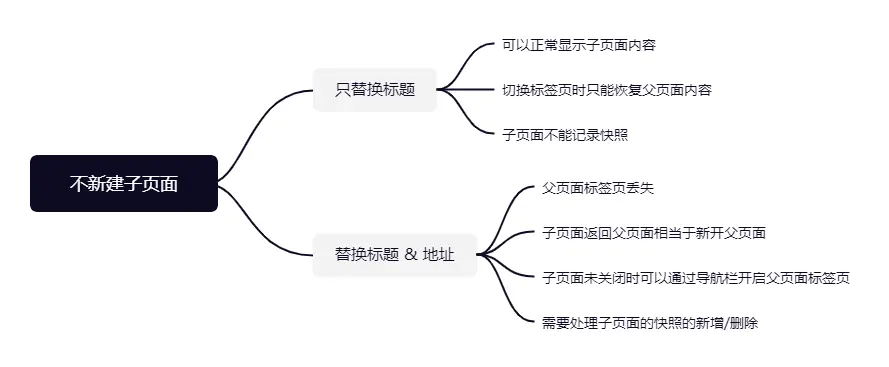 不新建子页面
只替换标题
可以正常显示子页面内容
切换标签页时只能恢复父页面内容
子页面不能记录快照
替换标题 & 地址
父页面标签页丢失
子页面返回父页面相当于新开父页面
子页面未关闭时可以通过导航栏开启父页面标签页
需要处理子页面的快照的新增/删除